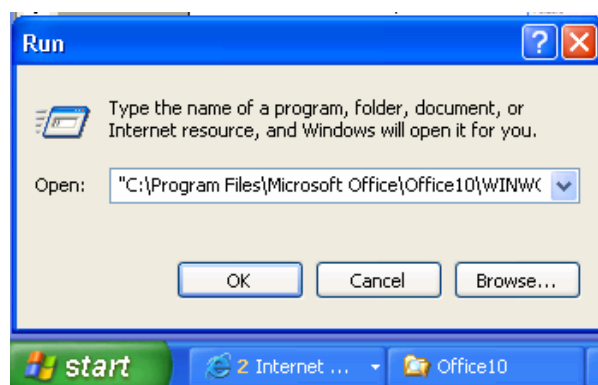 Run
Type the name of a program, folder, document, or
Internet resource, and Windows will open it for you.
Open: "C:\Program Files\Microsoft Office\Office10\WINW
OK Cancel Browse...
start 2 Internet ... Office10